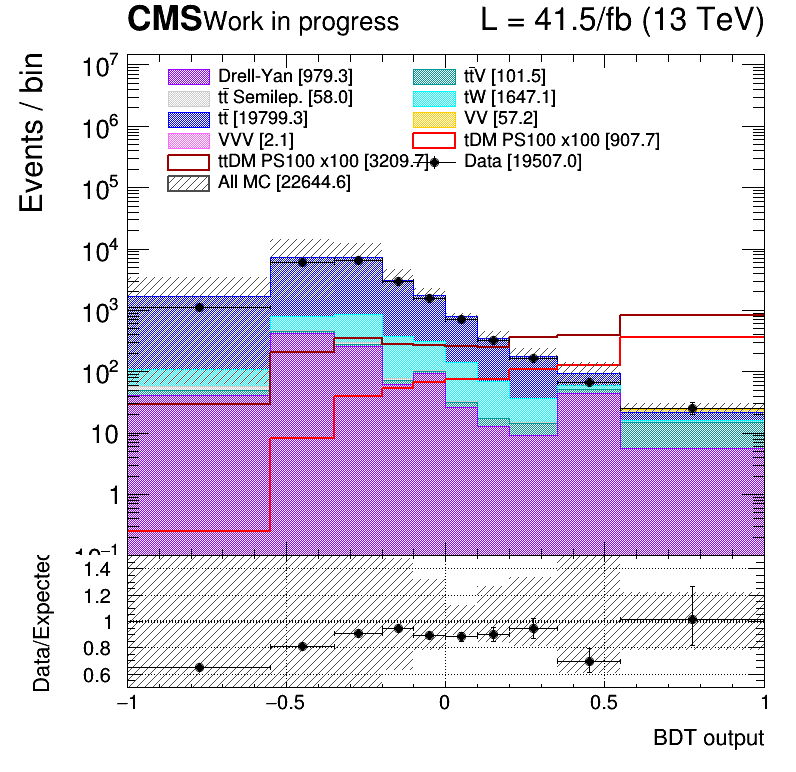 CMS Work in progress L = 41.5/fb (13 TeV)
Events / bin
10⁷
10⁶
10⁵
10⁴
10³
10²
10
1
10⁻¹
Drell-Yan [979.3] tt̄V [101.5]
tt̄ Semilep. [58.0] tW [1647.1]
tt̄ [19799.3] VV [57.2]
VVV [2.1] tDM PS100 x100 [907.7]
ttDM PS100 x100 [3209.7] Data [19507.0]
All MC [22644.6]
Data/Expected
1.4
1.2
1
0.8
0.6
−1 −0.5 0 0.5 1
BDT output